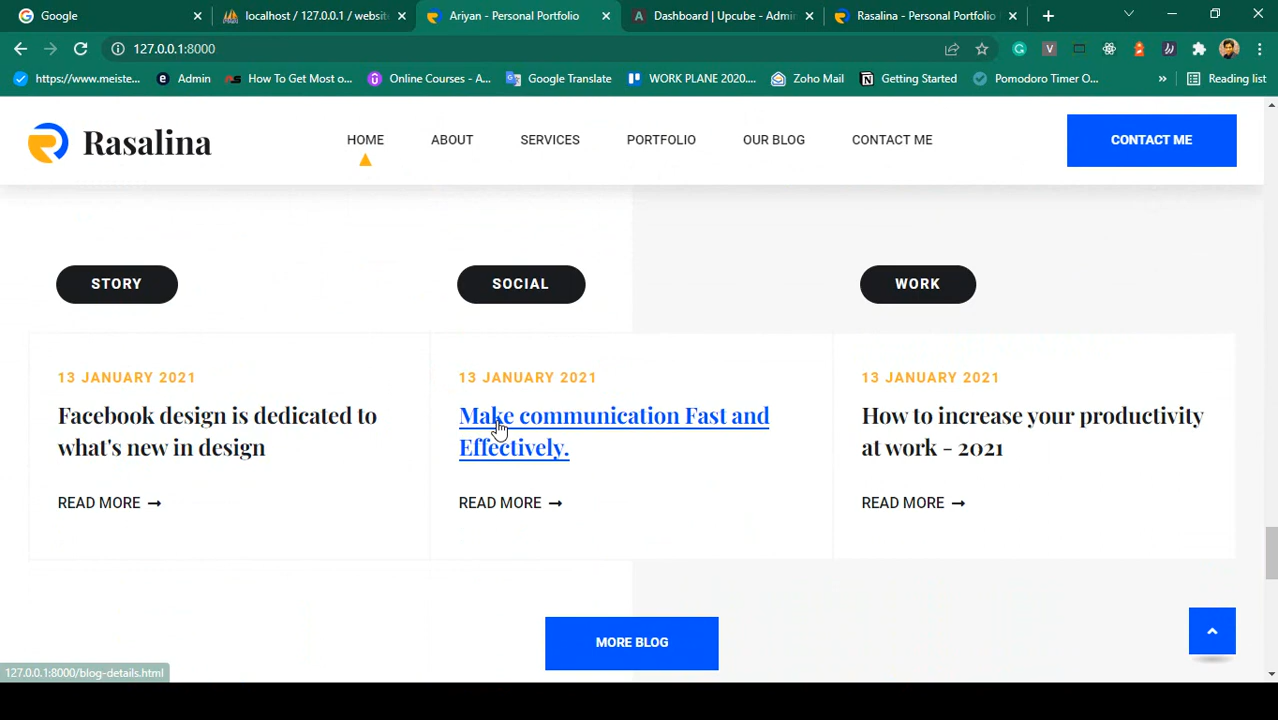 Google
localhost / 127.0.0.1 / websit
Ariyan - Personal Portfolio
Dashboard | Upcube - Admin
Rasalina - Personal Portfolio
127.0.0.1:8000
https://www.meiste...
Admin
How To Get Most o...
Online Courses - A...
Google Translate
WORK PLANE 2020....
Zoho Mail
Getting Started
Pomodoro Timer O...
»
Reading list
Rasalina
HOME
ABOUT
SERVICES
PORTFOLIO
OUR BLOG
CONTACT ME
CONTACT ME
STORY
SOCIAL
WORK
13 JANUARY 2021
Facebook design is dedicated to
what's new in design
READ MORE →
13 JANUARY 2021
Make communication Fast and
Effectively.
READ MORE →
13 JANUARY 2021
How to increase your productivity
at work - 2021
READ MORE →
MORE BLOG
127.0.0.1:8000/blog-details.html